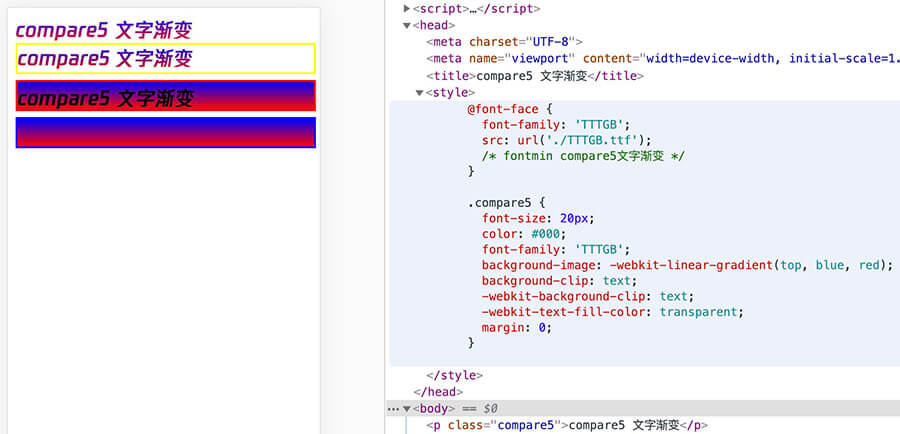 compare5 文字渐变
compare5 文字渐变
compare5 文字渐变
<script>…</script>
<head>
<meta charset="UTF-8">
<meta name="viewport" content="width=device-width, initial-scale=1.
<title>compare5 文字渐变</title>
<style>
@font-face {
font-family: 'TTTGB';
src: url('./TTTGB.ttf');
/* fontmin compare5文字渐变 */
}
.compare5 {
font-size: 20px;
color: #000;
font-family: 'TTTGB';
background-image: -webkit-linear-gradient(top, blue, red);
background-clip: text;
-webkit-background-clip: text;
-webkit-text-fill-color: transparent;
margin: 0;
}
</style>
</head>
<body> == $0
<p class="compare5">compare5 文字渐变</p>